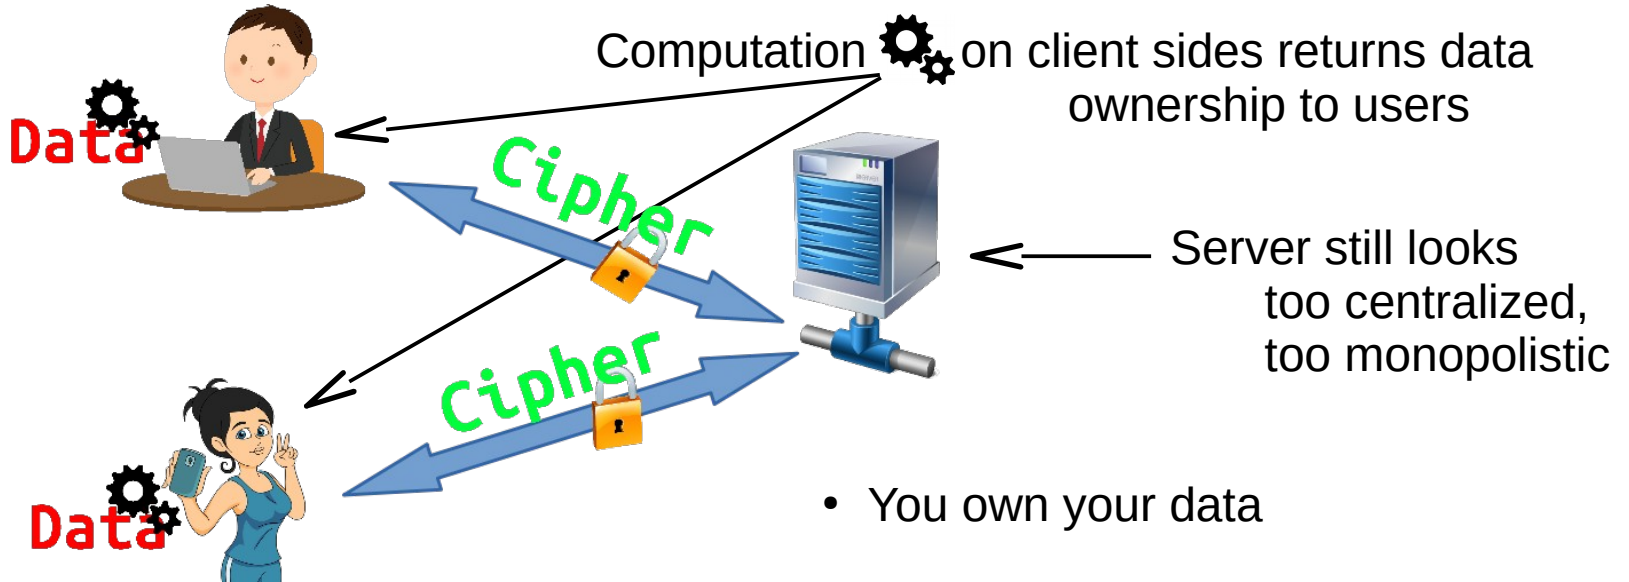 Computation on client sides returns data
ownership to users
Data
Cipher
Server still looks
too centralized,
too monopolistic
Cipher
• You own your data
Data